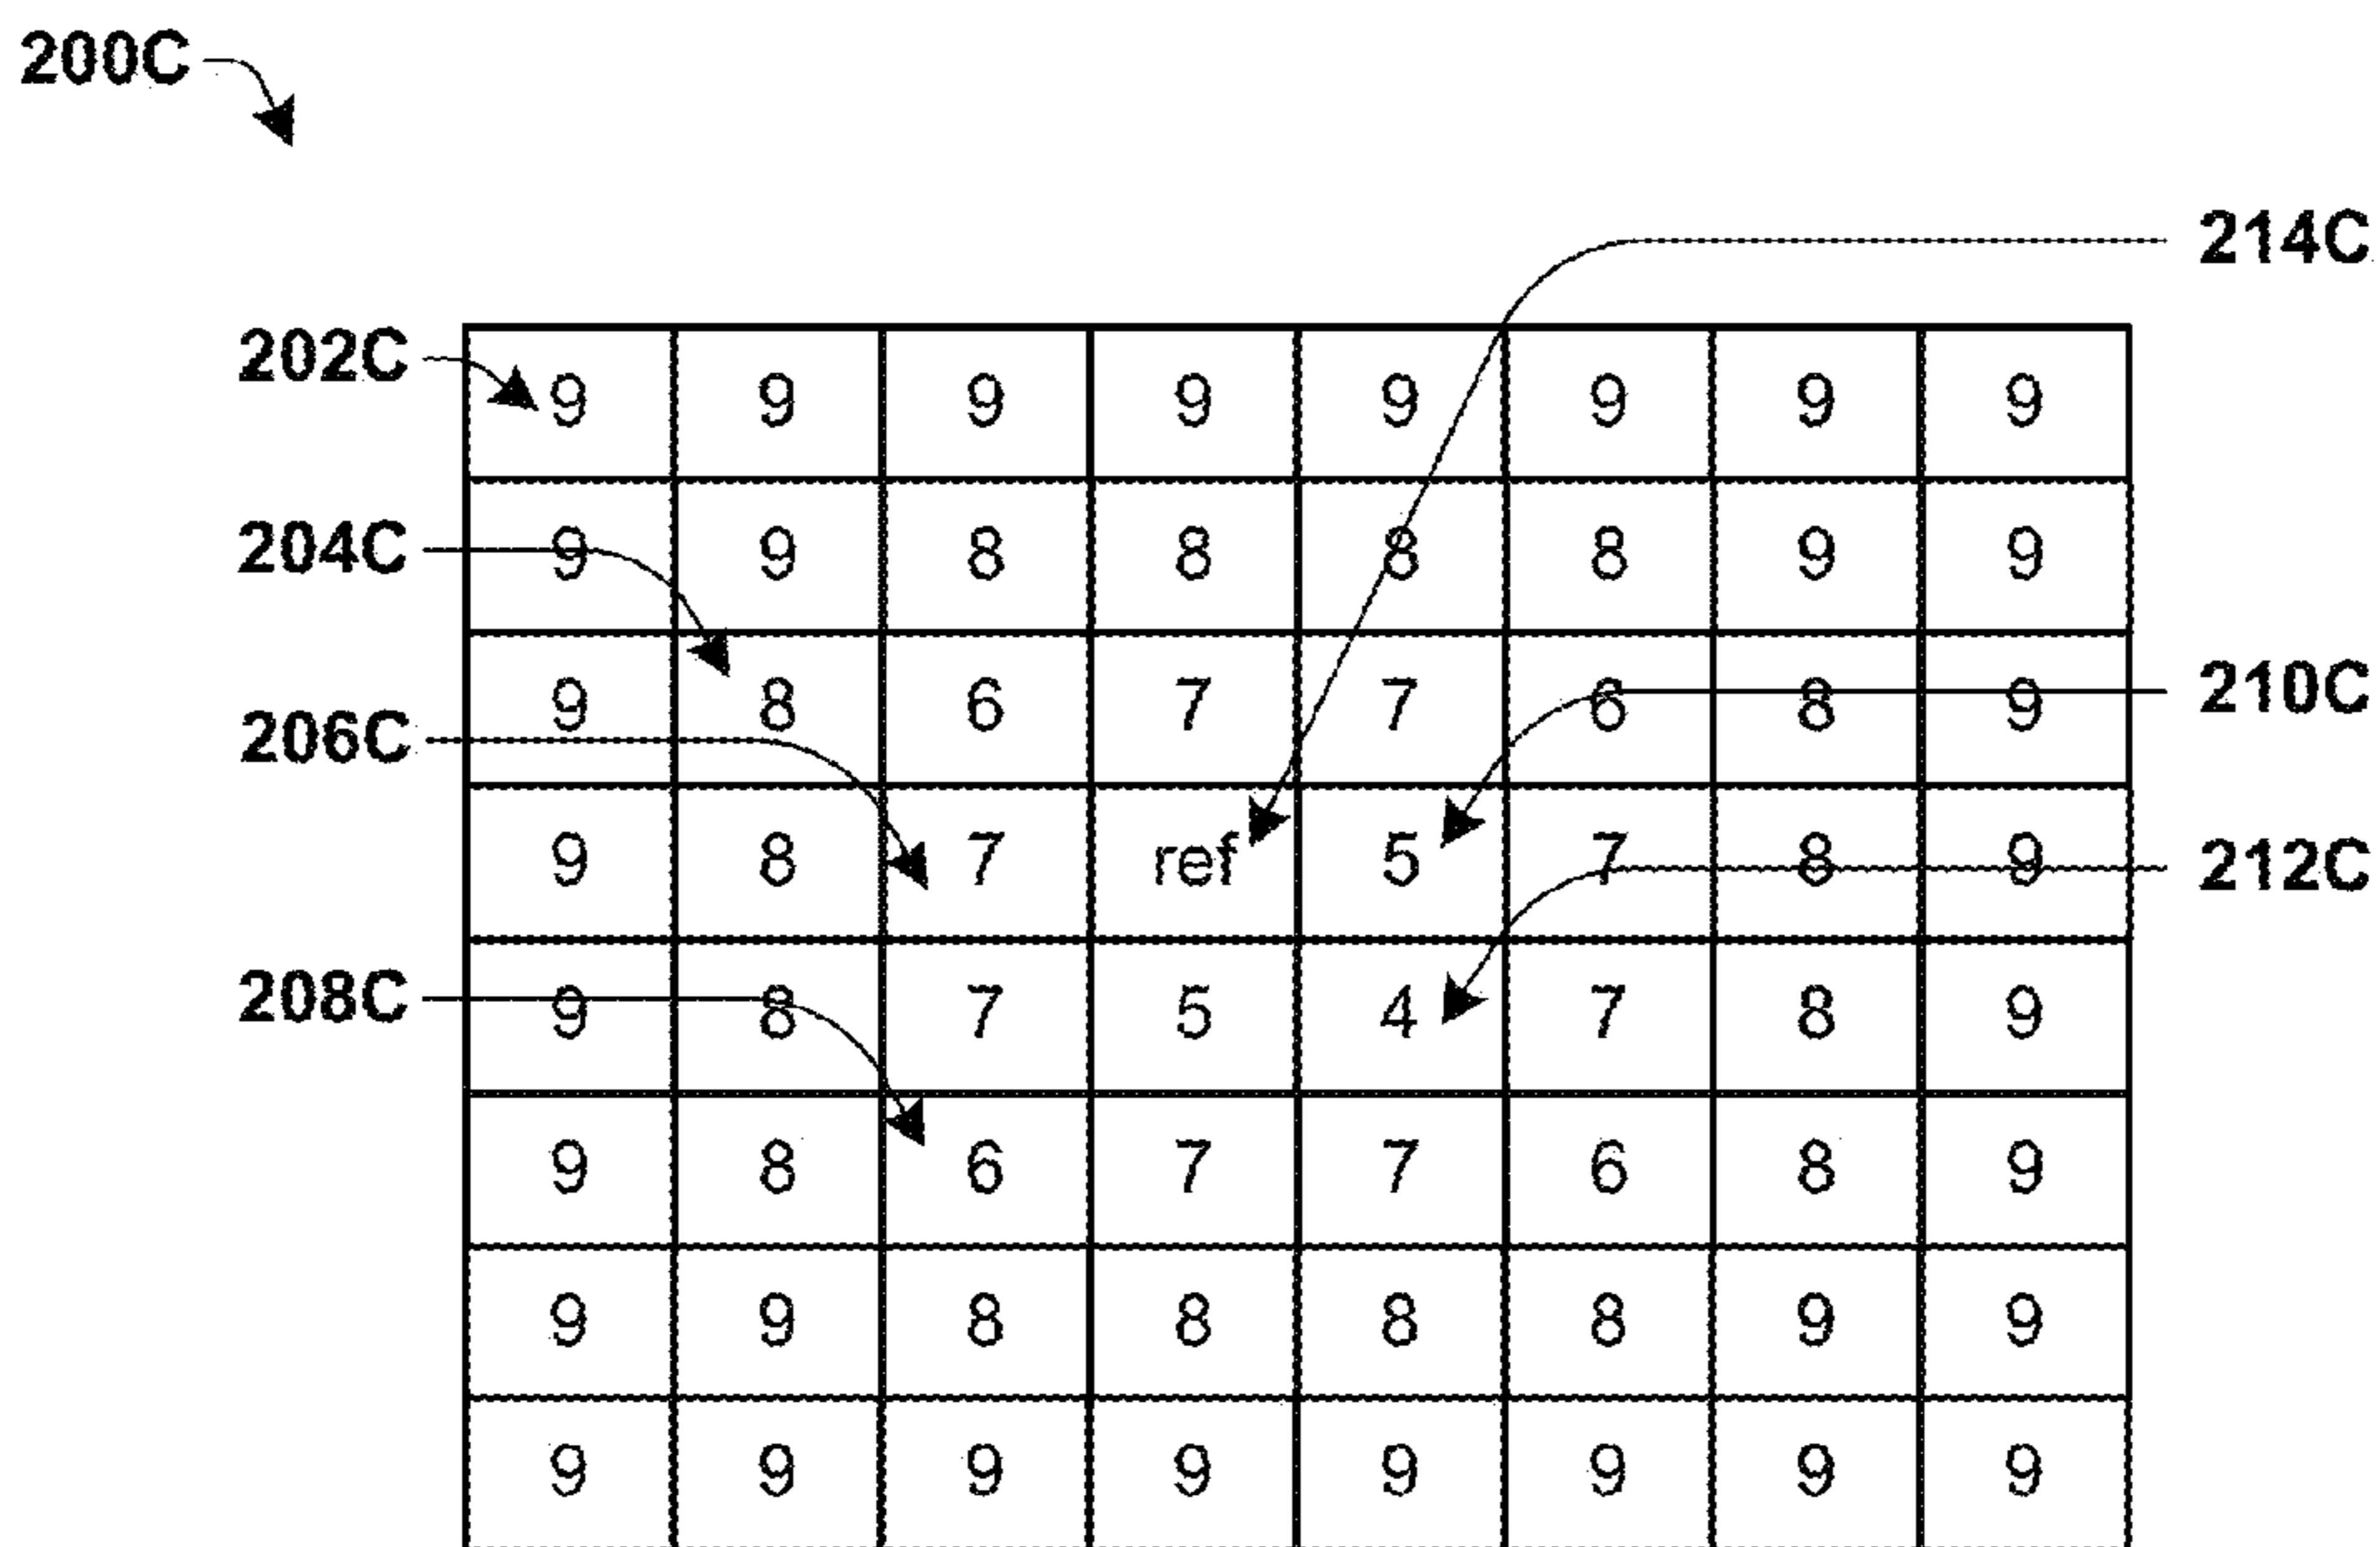 200C
214C
202C 9 9 9 9 9 9 9 9
204C 9 9 8 8 8 8 9 9
9 8 6 7 7 6 8 9 210C
206C
9 8 7 ref 5 7 8 9 212C
208C 9 8 7 5 4 7 8 9
9 8 6 7 7 6 8 9
9 9 8 8 8 8 9 9
9 9 9 9 9 9 9 9